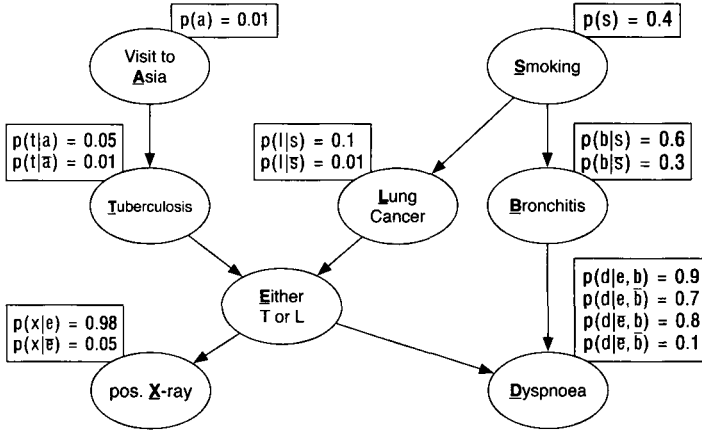 p(a) = 0.01
p(s) = 0.4
Visit to
Asia
Smoking
p(t|a) = 0.05
p(t|a̅) = 0.01
p(l|s) = 0.1
p(l|s̅) = 0.01
p(b|s) = 0.6
p(b|s̅) = 0.3
Tuberculosis
Lung
Cancer
Bronchitis
Either
T or L
p(x|e) = 0.98
p(x|e̅) = 0.05
p(d|e, b) = 0.9
p(d|e, b̅) = 0.7
p(d|e̅, b) = 0.8
p(d|e̅, b̅) = 0.1
pos. X-ray
Dyspnoea